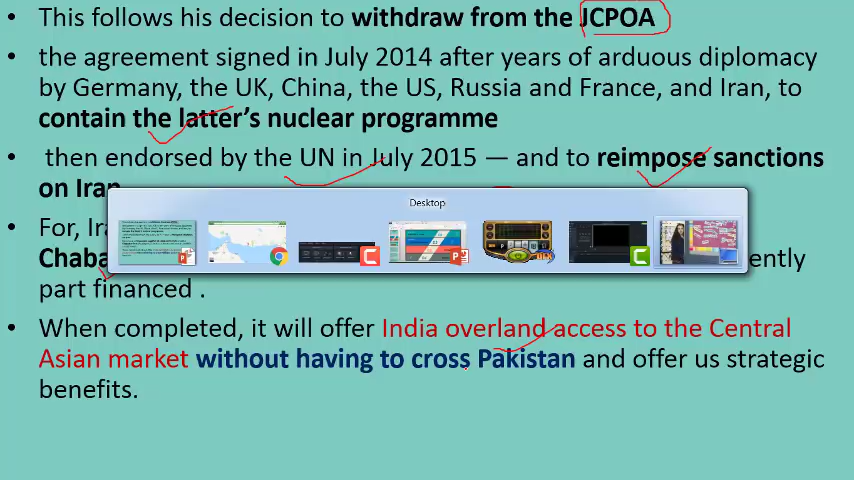 • This follows his decision to withdraw from the JCPOA
• the agreement signed in July 2014 after years of arduous diplomacy
by Germany, the UK, China, the US, Russia and France, and Iran, to
contain the latter's nuclear programme
• then endorsed by the UN in July 2015 — and to reimpose sanctions
on Iran
Desktop
• For, Ira
Chaba
ently
part financed .
• When completed, it will offer India overland access to the Central
Asian market without having to cross Pakistan and offer us strategic
benefits.